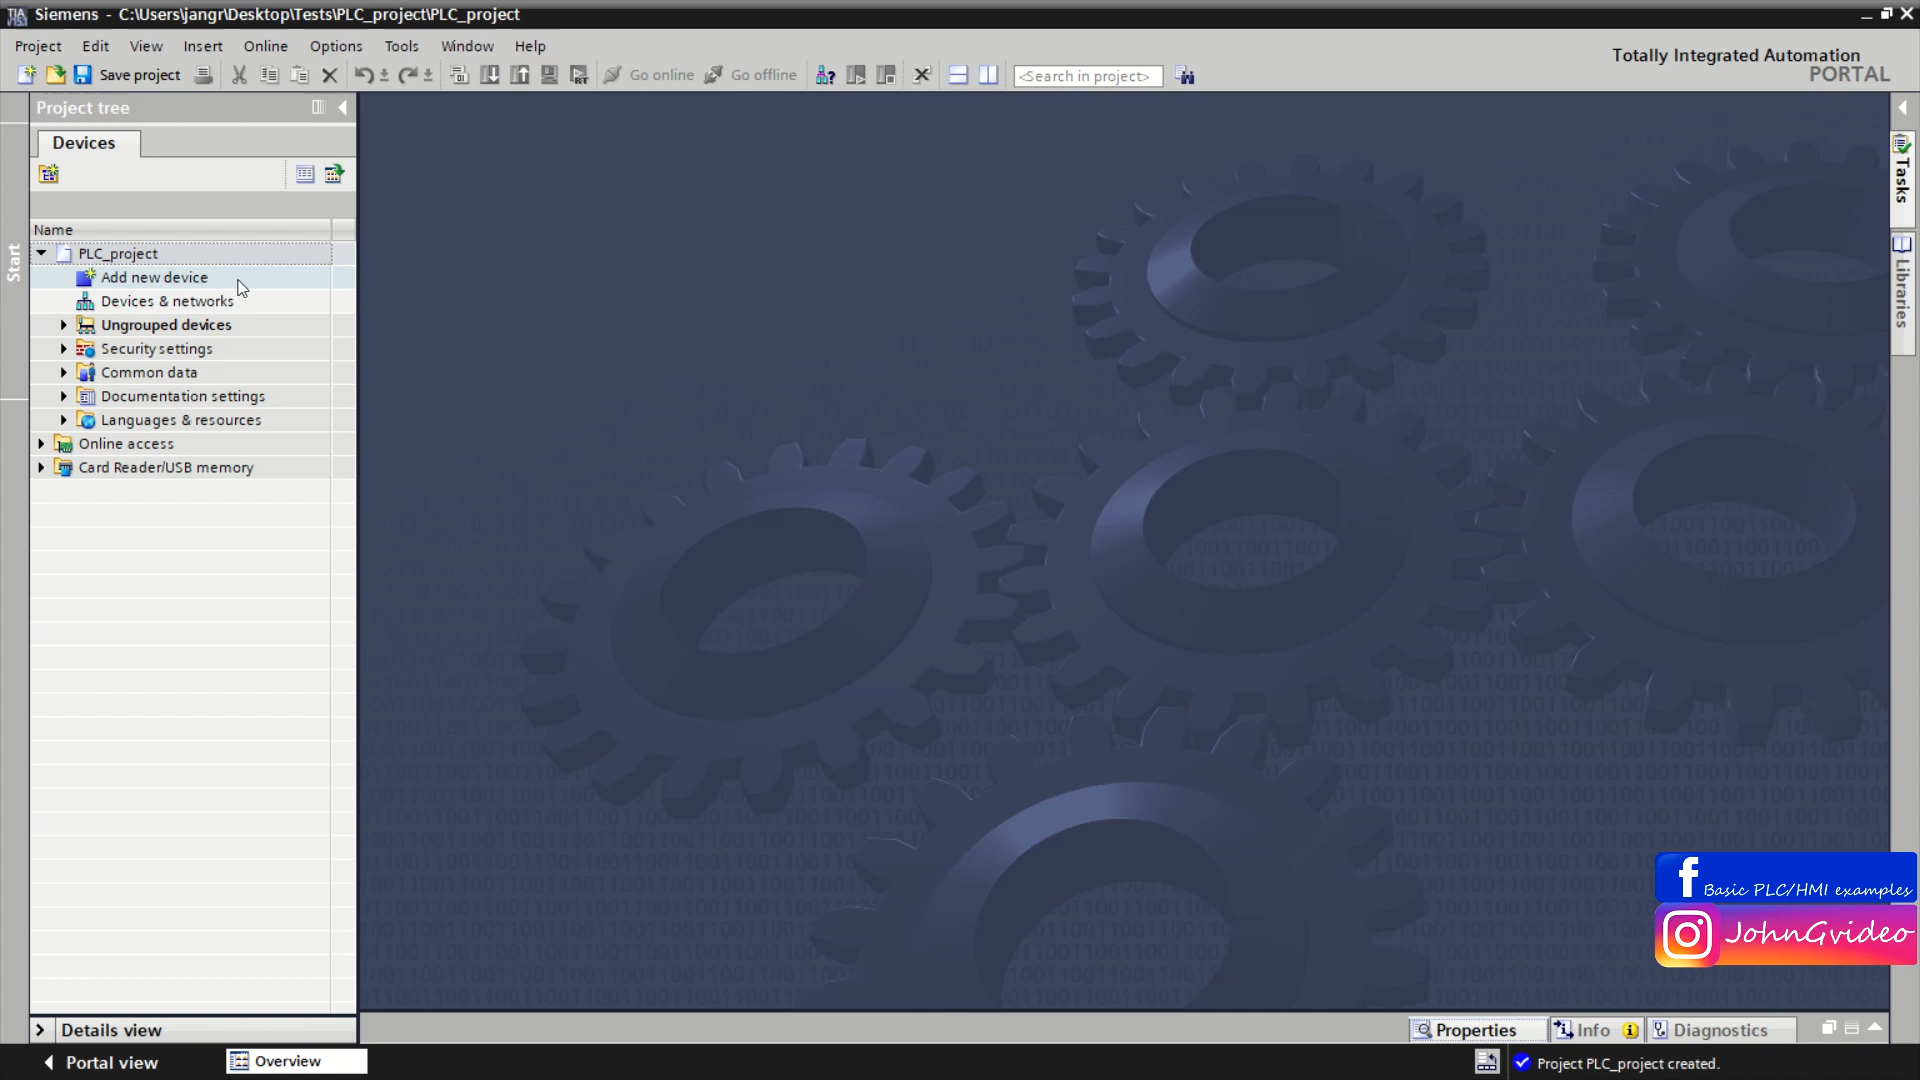 Siemens - C:\Users\jangr\Desktop\Tests\PLC_project\PLC_project
Project Edit View Insert Online Options Tools Window Help
Totally Integrated Automation
PORTAL
Save project
Go online
Go offline
<Search in project>
Project tree
Devices
Name
PLC_project
Add new device
Devices & networks
Ungrouped devices
Security settings
Common data
Documentation settings
Languages & resources
Online access
Card Reader/USB memory
Start
Tasks
Libraries
Basic PLC/HMI examples
JohnGvideo
Details view
Properties
Info
Diagnostics
Portal view
Overview
Project PLC_project created.